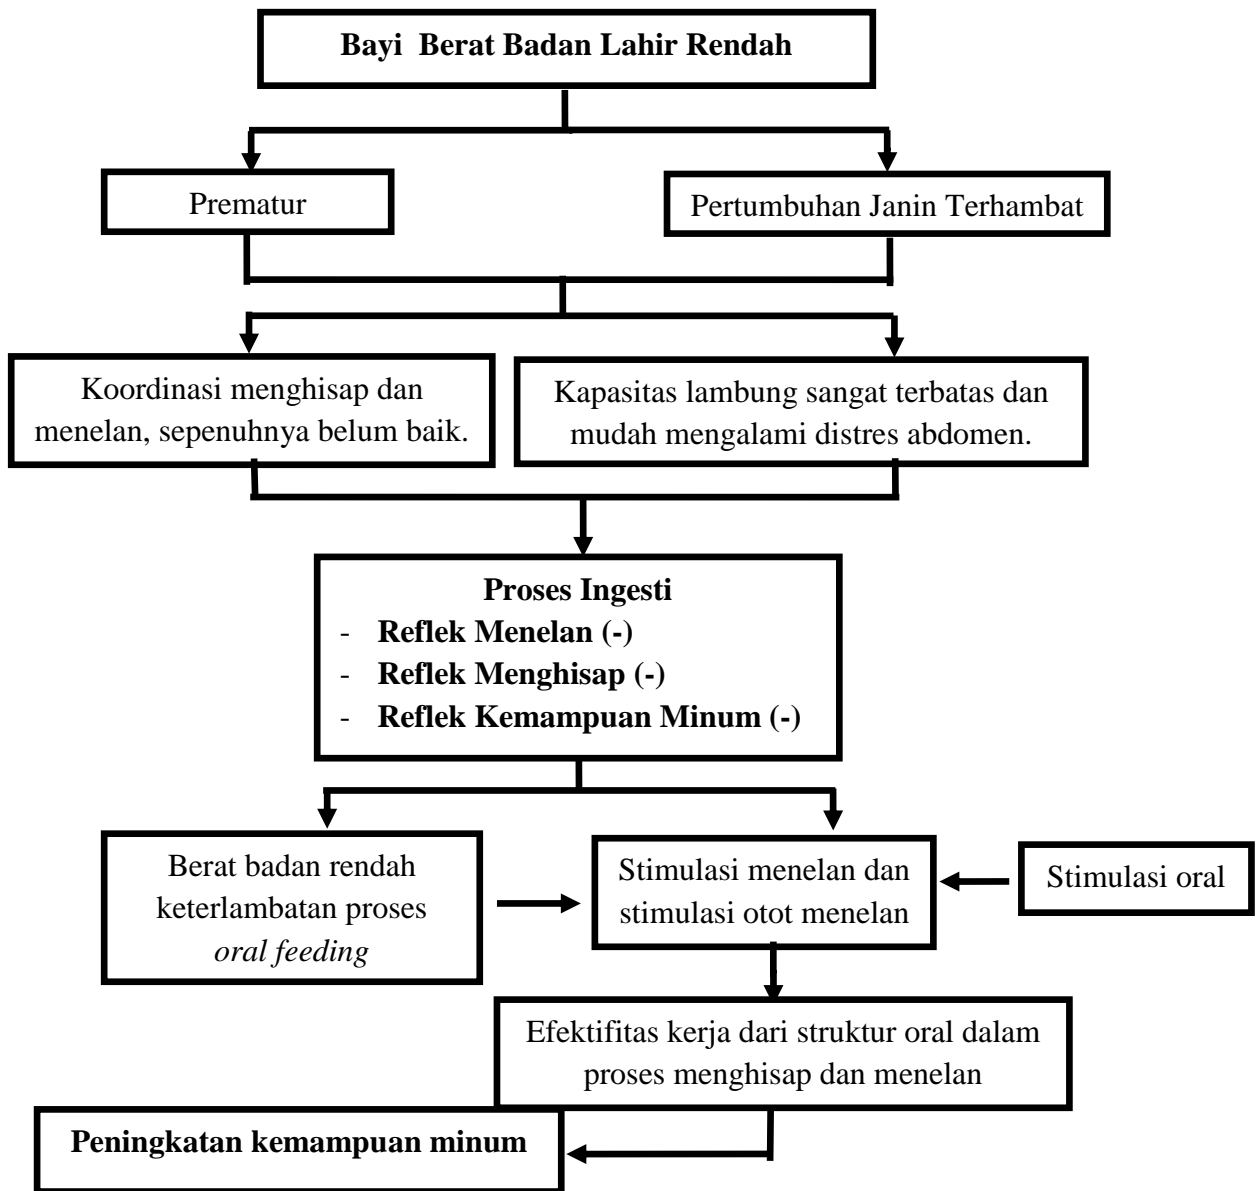 Bayi Berat Badan Lahir Rendah
Prematur
Pertumbuhan Janin Terhambat
Koordinasi menghisap dan
menelan, sepenuhnya belum baik.
Kapasitas lambung sangat terbatas dan
mudah mengalami distres abdomen.
Proses Ingesti
- Reflek Menelan (-)
- Reflek Menghisap (-)
- Reflek Kemampuan Minum (-)
Berat badan rendah
keterlambatan proses
oral feeding
Stimulasi menelan dan
stimulasi otot menelan
Stimulasi oral
Efektifitas kerja dari struktur oral dalam
proses menghisap dan menelan
Peningkatan kemampuan minum